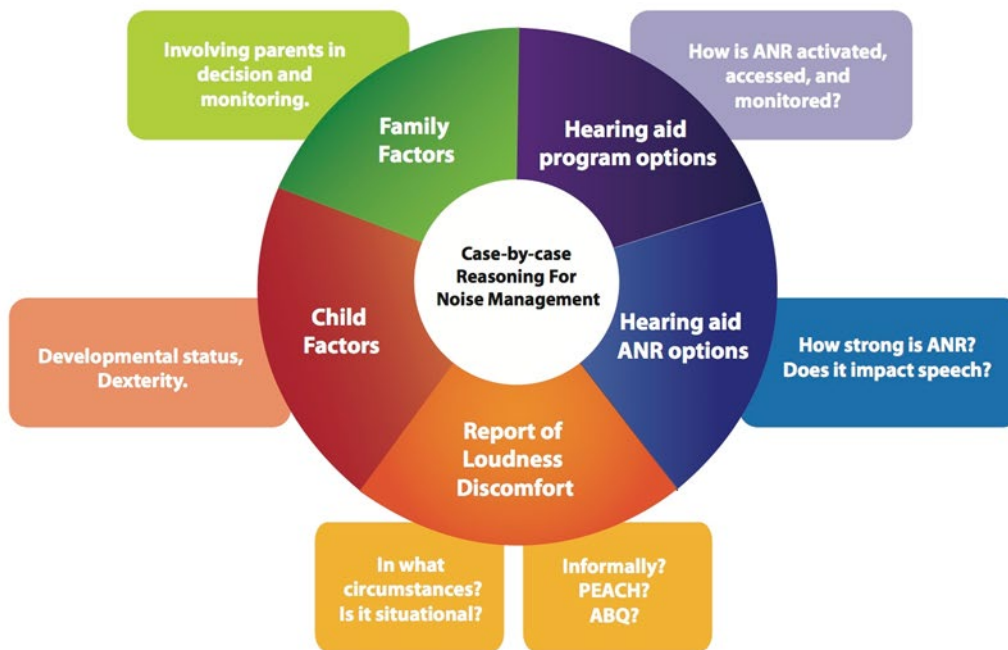 Involving parents in
decision and
monitoring.
How is ANR activated,
accessed, and
monitored?
Family
Factors
Hearing aid
program options
Case-by-case
Reasoning For
Noise Management
Child
Factors
Hearing aid
ANR options
Developmental status,
Dexterity.
How strong is ANR?
Does it impact speech?
Report of
Loudness
Discomfort
In what
circumstances?
Is it situational?
Informally?
PEACH?
ABQ?